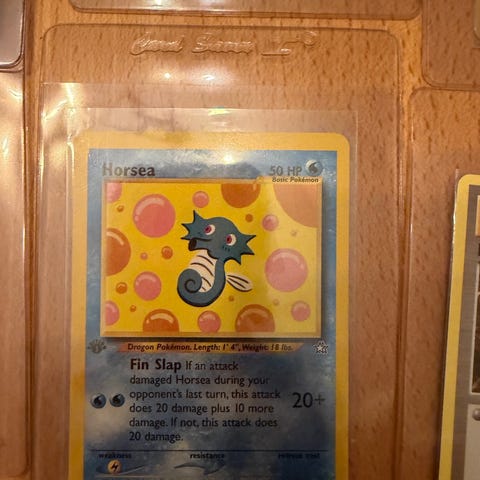 Card Saver I
Horsea
50 HP
Basic Pokémon
Dragon Pokémon. Length: 1' 4", Weight: 18 lbs.
Fin Slap If an attack
damaged Horsea during your
opponent's last turn, this attack
does 20 damage plus 10 more
damage. If not, this attack does
20 damage.
20+
weakness
resistance
retreat cost